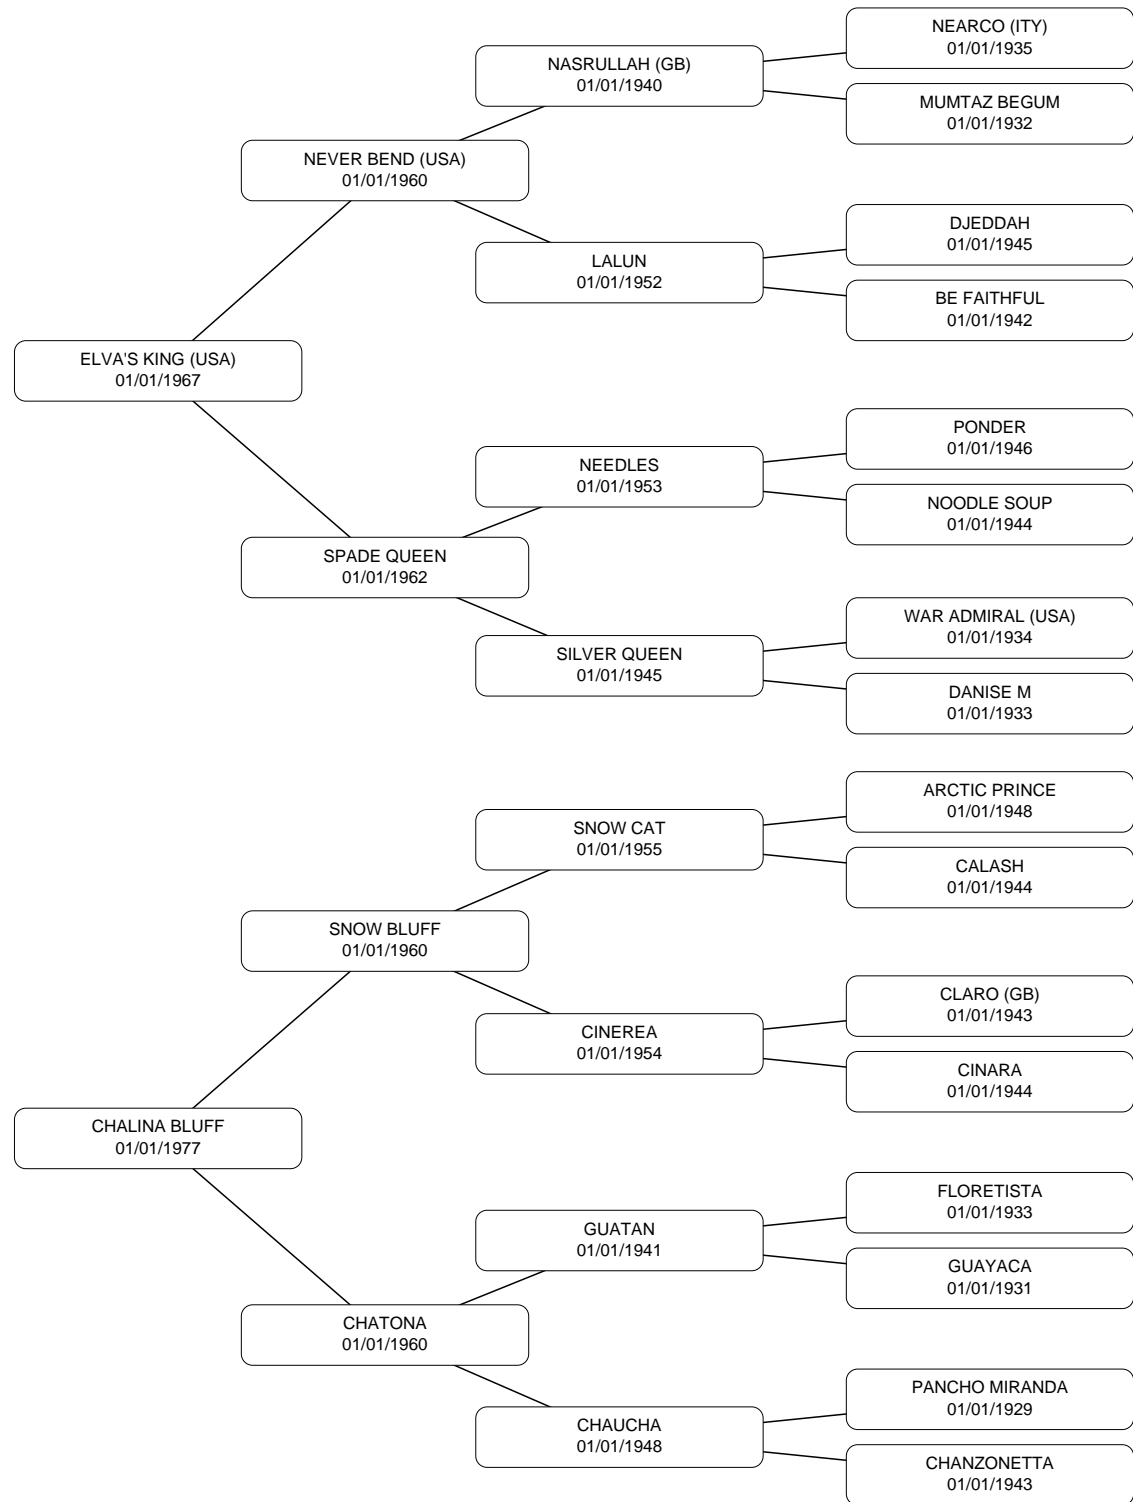 NEARCO (ITY)
01/01/1935
NASRULLAH (GB)
01/01/1940
MUMTAZ BEGUM
01/01/1932
NEVER BEND (USA)
01/01/1960
DJEDDAH
01/01/1945
LALUN
01/01/1952
BE FAITHFUL
01/01/1942
ELVA'S KING (USA)
01/01/1967
PONDER
01/01/1946
NEEDLES
01/01/1953
NOODLE SOUP
01/01/1944
SPADE QUEEN
01/01/1962
WAR ADMIRAL (USA)
01/01/1934
SILVER QUEEN
01/01/1945
DANISE M
01/01/1933
ARCTIC PRINCE
01/01/1948
SNOW CAT
01/01/1955
CALASH
01/01/1944
SNOW BLUFF
01/01/1960
CLARO (GB)
01/01/1943
CINEREA
01/01/1954
CINARA
01/01/1944
CHALINA BLUFF
01/01/1977
FLORETISTA
01/01/1933
GUATAN
01/01/1941
GUAYACA
01/01/1931
CHATONA
01/01/1960
PANCHO MIRANDA
01/01/1929
CHAUCHA
01/01/1948
CHANZONETTA
01/01/1943